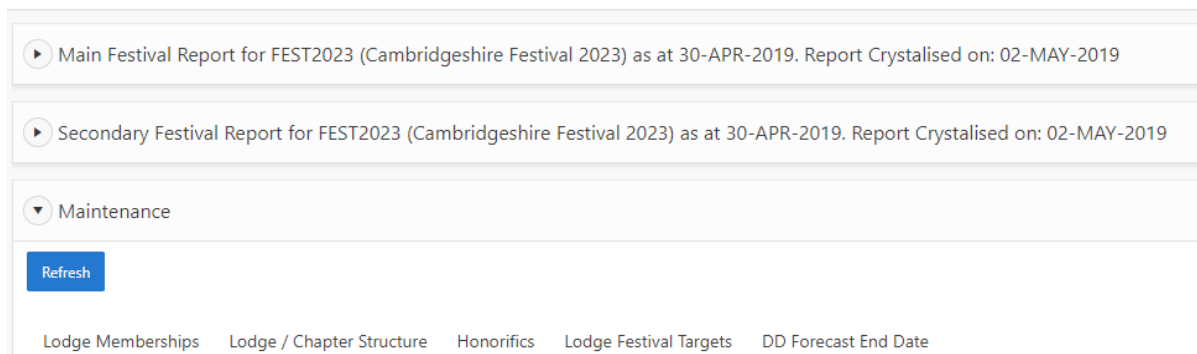 Main Festival Report for FEST2023 (Cambridgeshire Festival 2023) as at 30-APR-2019. Report Crystalised on: 02-MAY-2019
Secondary Festival Report for FEST2023 (Cambridgeshire Festival 2023) as at 30-APR-2019. Report Crystalised on: 02-MAY-2019
Maintenance
Refresh
Lodge Memberships Lodge / Chapter Structure Honorifics Lodge Festival Targets DD Forecast End Date